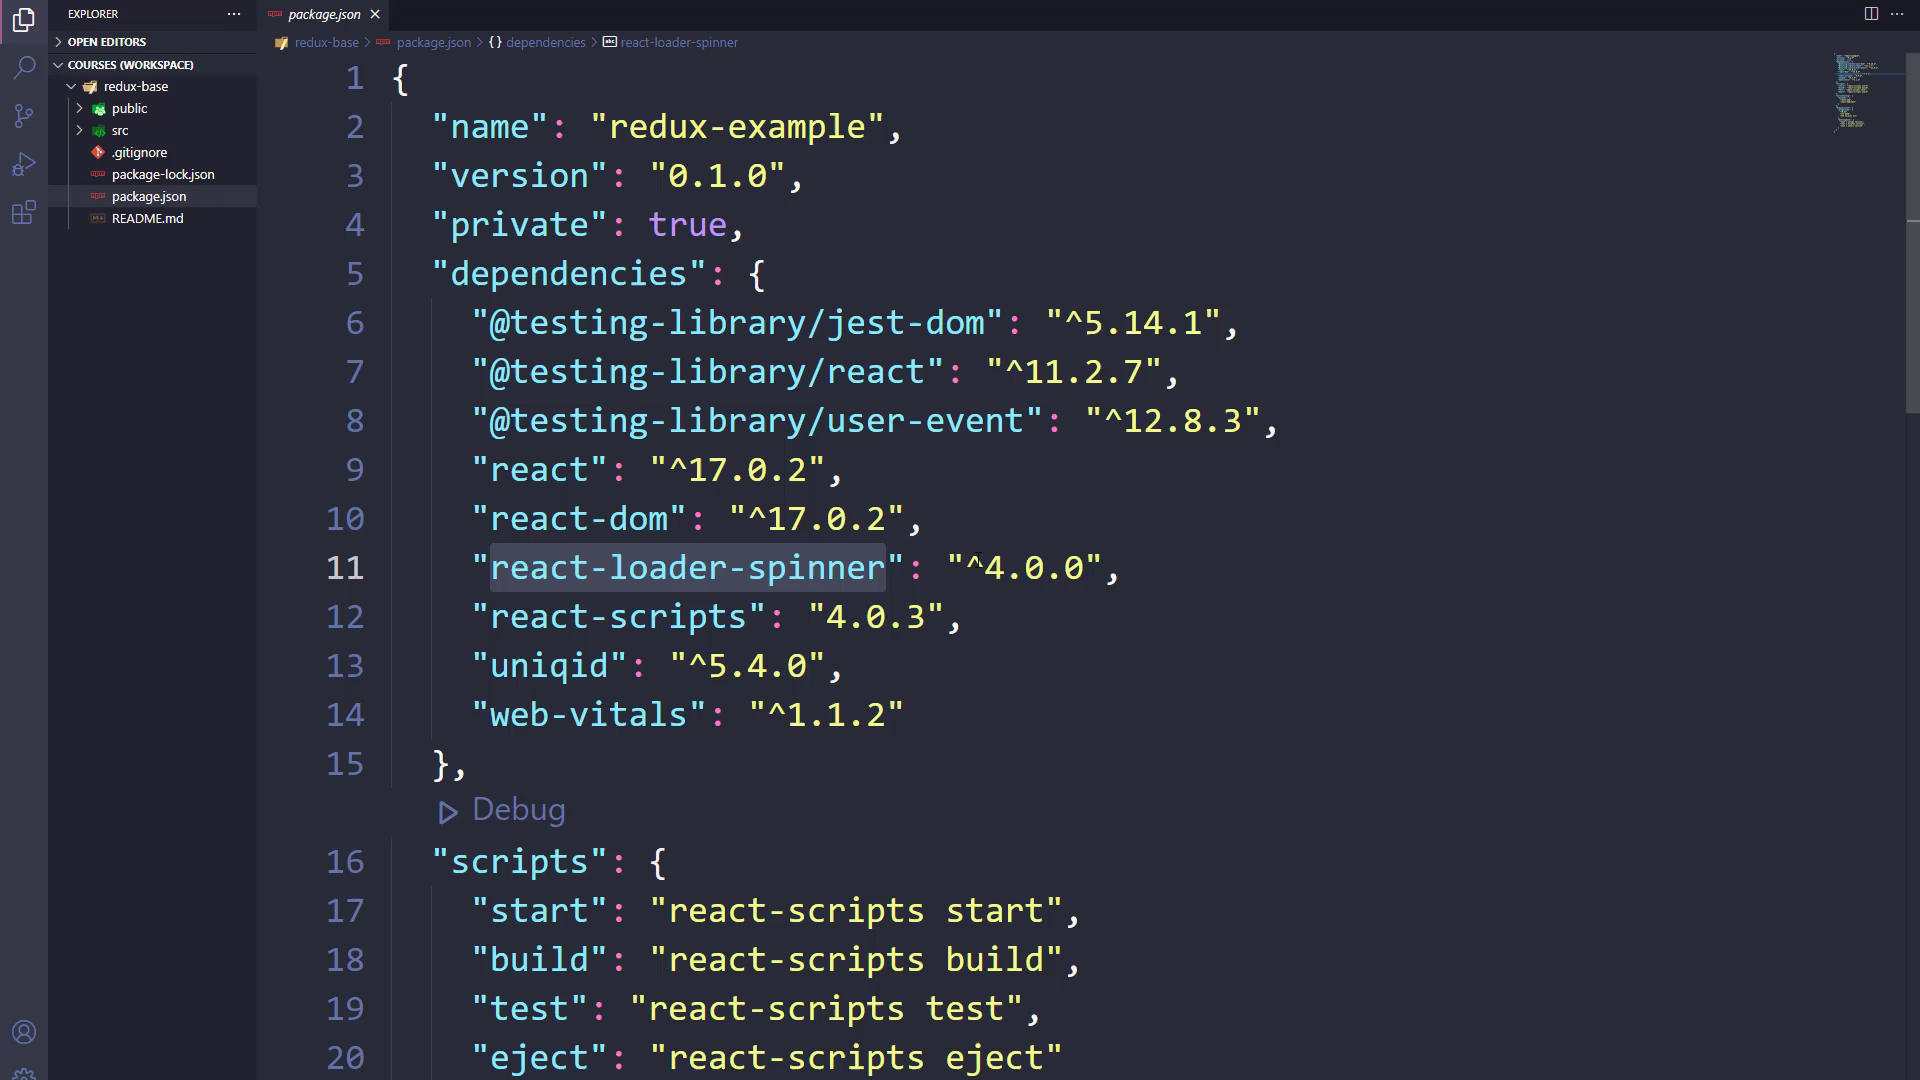 EXPLORER
OPEN EDITORS
COURSES (WORKSPACE)
redux-base
public
src
.gitignore
package-lock.json
package.json
README.md
package.json
redux-base > package.json > {} dependencies > abc react-loader-spinner
1 {
2 "name": "redux-example",
3 "version": "0.1.0",
4 "private": true,
5 "dependencies": {
6 "@testing-library/jest-dom": "^5.14.1",
7 "@testing-library/react": "^11.2.7",
8 "@testing-library/user-event": "^12.8.3",
9 "react": "^17.0.2",
10 "react-dom": "^17.0.2",
11 "react-loader-spinner": "^4.0.0",
12 "react-scripts": "4.0.3",
13 "uniqid": "^5.4.0",
14 "web-vitals": "^1.1.2"
15 },
Debug
16 "scripts": {
17 "start": "react-scripts start",
18 "build": "react-scripts build",
19 "test": "react-scripts test",
20 "eject": "react-scripts eject"